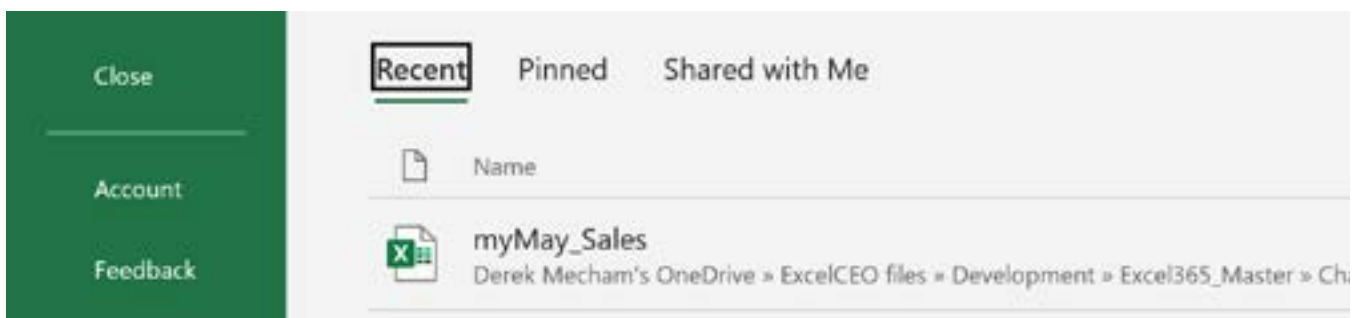 Close
Account
Feedback
Recent Pinned Shared with Me
Name
myMay_Sales
Derek Mecham's OneDrive » ExcelCEO files » Development » Excel365_Master »